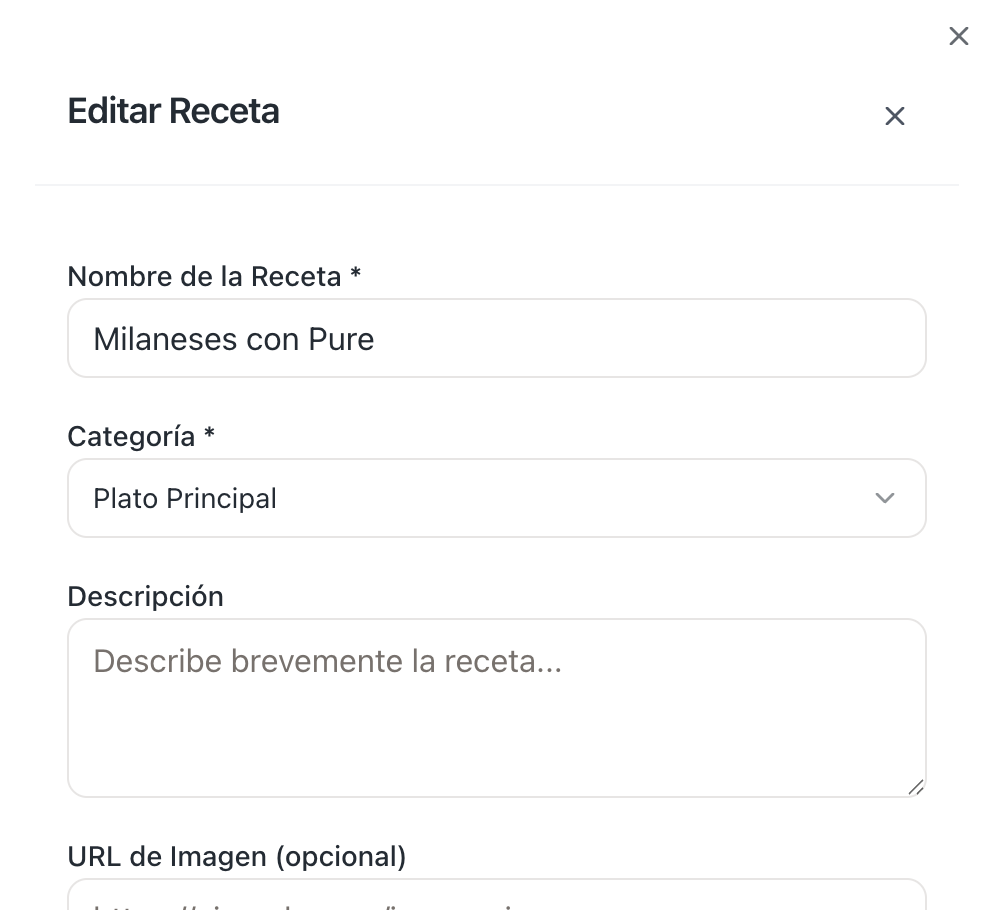 Editar Receta
Nombre de la Receta *
Milaneses con Pure
Categoría *
Plato Principal
Descripción
Describe brevemente la receta...
URL de Imagen (opcional)